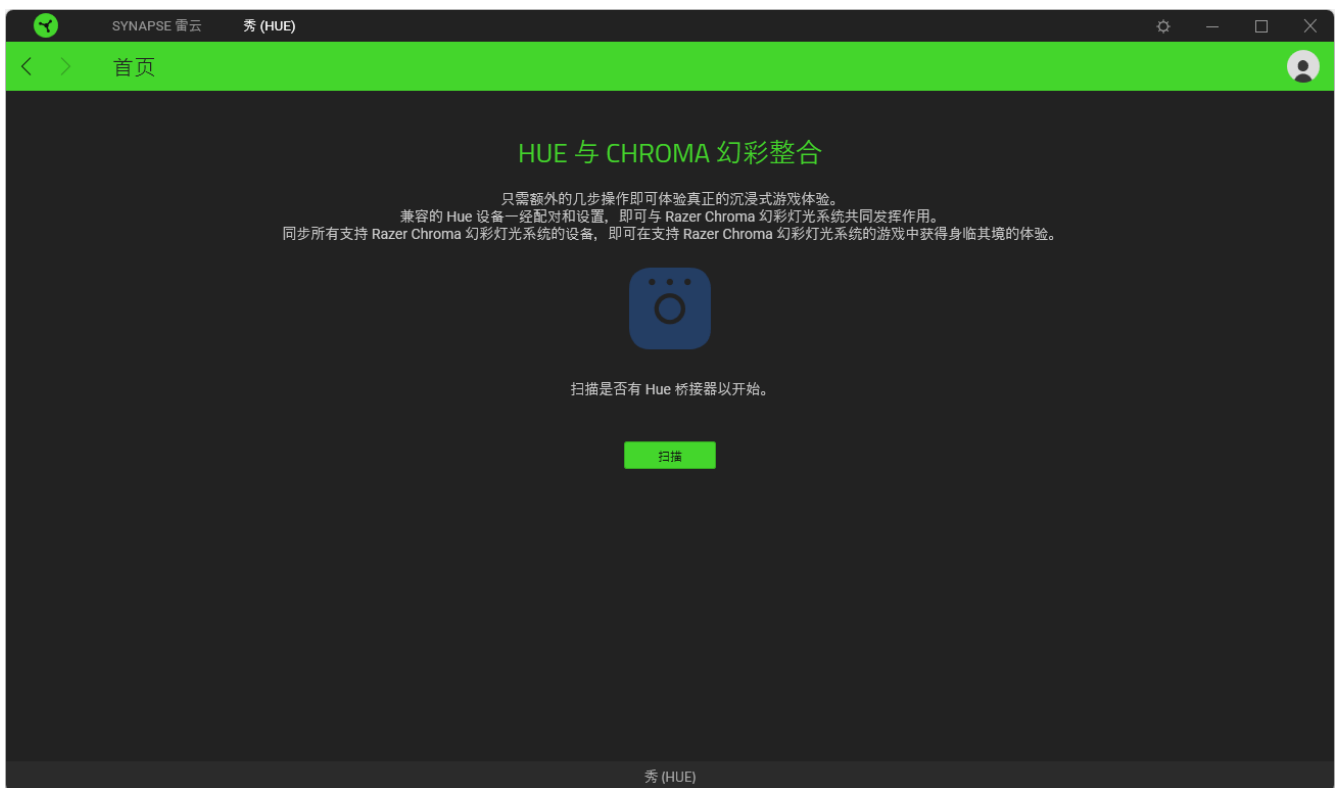 SYNAPSE 雷云 秀 (HUE)
首页
HUE 与 CHROMA 幻彩整合
只需额外的几步操作即可体验真正的沉浸式游戏体验。
兼容的 Hue 设备一经配对和设置，即可与 Razer Chroma 幻彩灯光系统共同发挥作用。
同步所有支持 Razer Chroma 幻彩灯光系统的设备，即可在支持 Razer Chroma 幻彩灯光系统的游戏中获得身临其境的体验。
扫描是否有 Hue 桥接器以开始。
扫描
秀 (HUE)